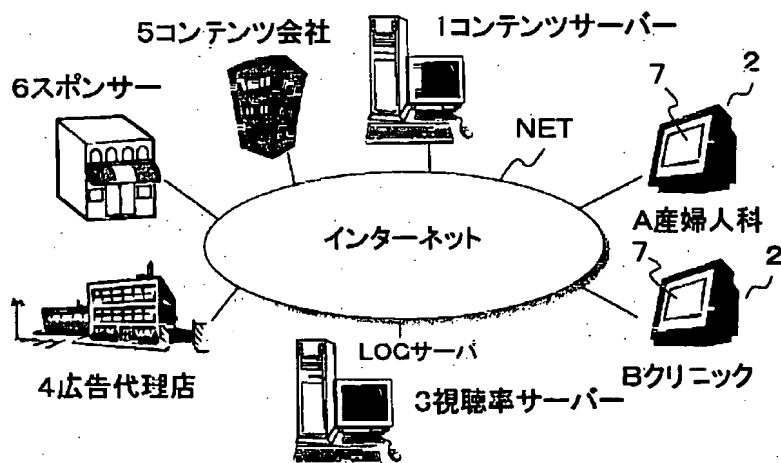 5コンテンツ会社
1コンテンツサーバー
6スポンサー
7
2
NET
A産婦人科
インターネット
7
2
LOGサーバ
Bクリニック
4広告代理店
3視聴率サーバー